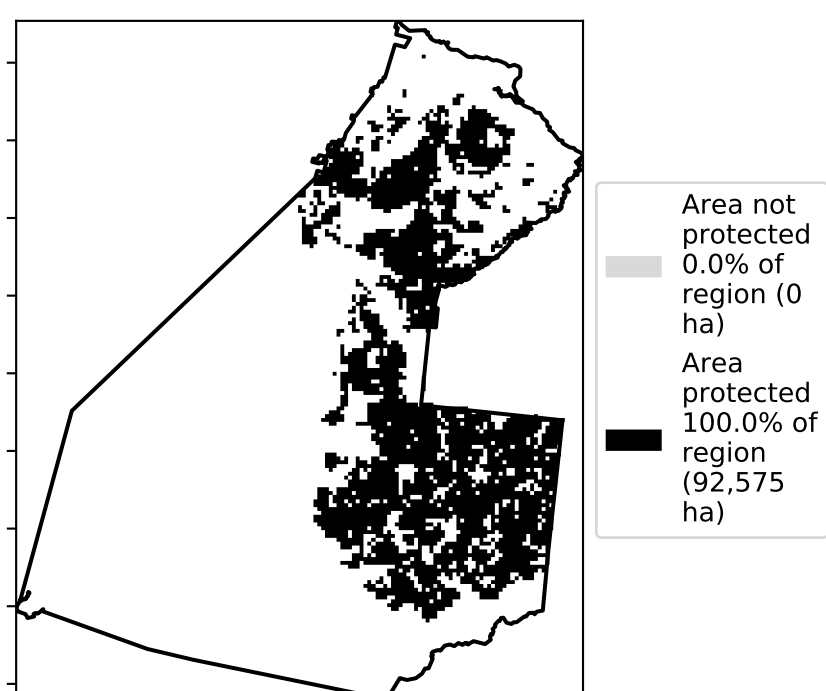 Area not
protected
0.0% of
region (0
ha)
Area
protected
100.0% of
region
(92,575
ha)